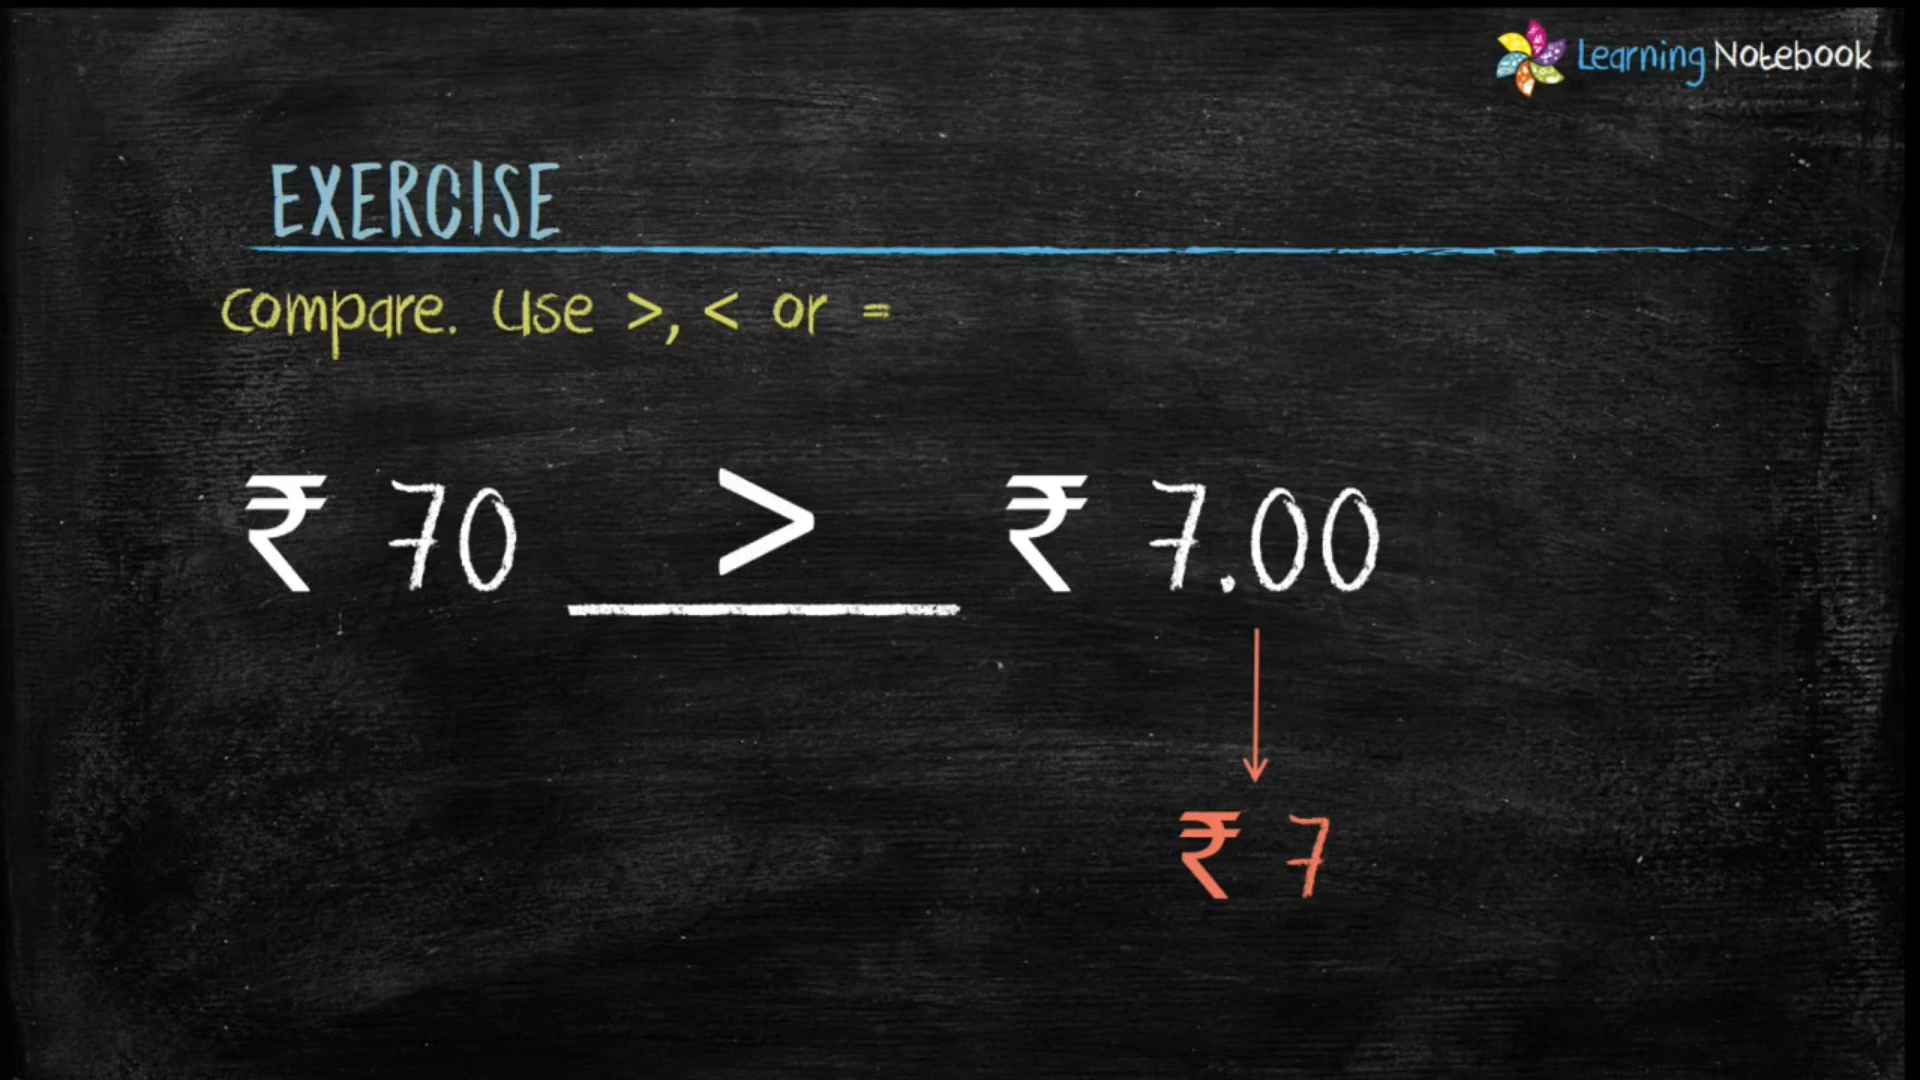 Learning Notebook
EXERCISE
Compare. Use >, < or =
₹ 70 > ₹ 7.00
₹ 7